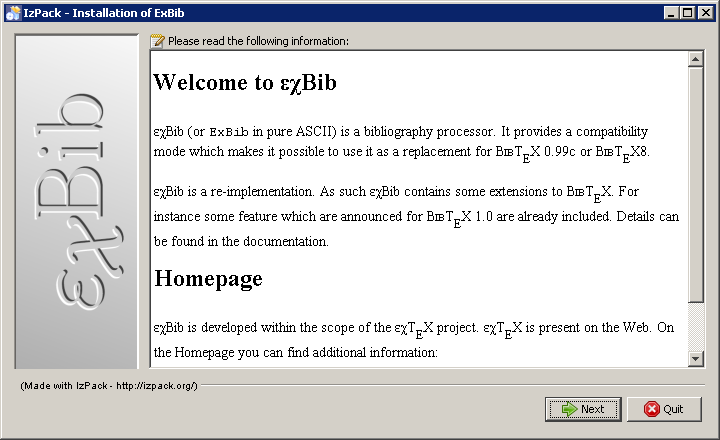 IzPack - Installation of ExBib
Please read the following information:
εχBib
Welcome to εχBib
εχBib (or ExBib in pure ASCII) is a bibliography processor. It provides a compatibility
mode which makes it possible to use it as a replacement for BIBTEX 0.99c or BIBTEX8.
εχBib is a re-implementation. As such εχBib contains some extensions to BIBTEX. For
instance some feature which are announced for BIBTEX 1.0 are already included. Details can
be found in the documentation.
Homepage
εχBib is developed within the scope of the εχTEX project. εχTEX is present on the Web. On
the Homepage you can find additional information:
(Made with IzPack - http://izpack.org/)
Next
Quit